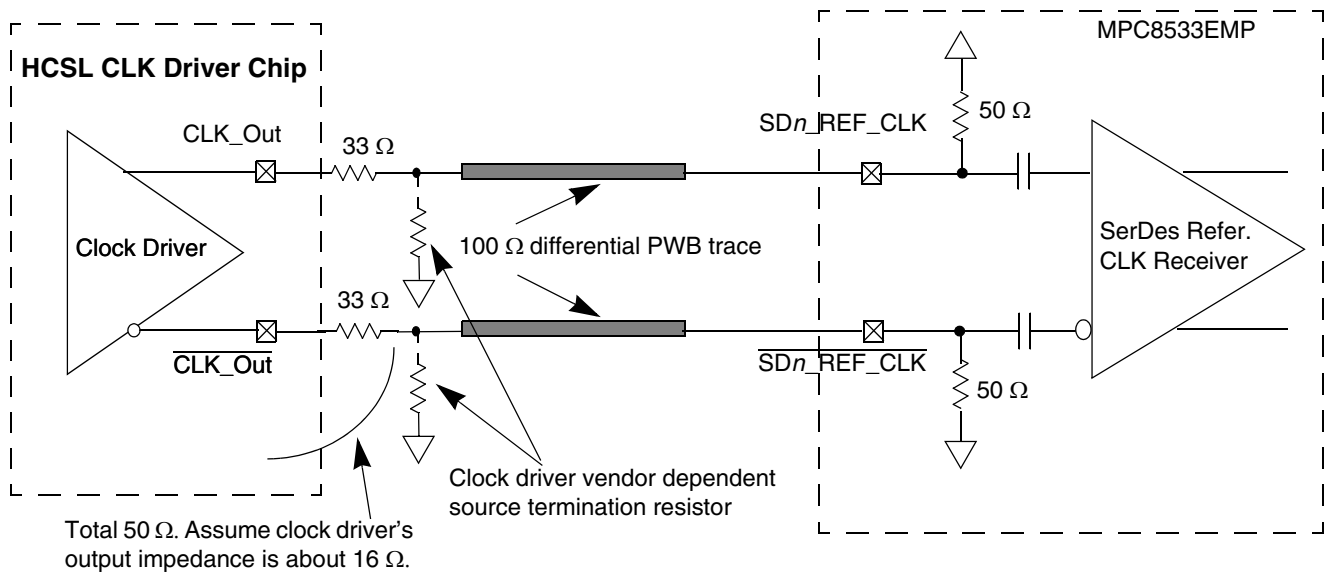 MPC8533EMP
HCSL CLK Driver Chip
50 Ω
CLK_Out
SDn_REF_CLK
33 Ω
Clock Driver
100 Ω differential PWB trace
SerDes Refer.
CLK Receiver
33 Ω
CLK_Out
SDn_REF_CLK
50 Ω
Clock driver vendor dependent
source termination resistor
Total 50 Ω. Assume clock driver's
output impedance is about 16 Ω.